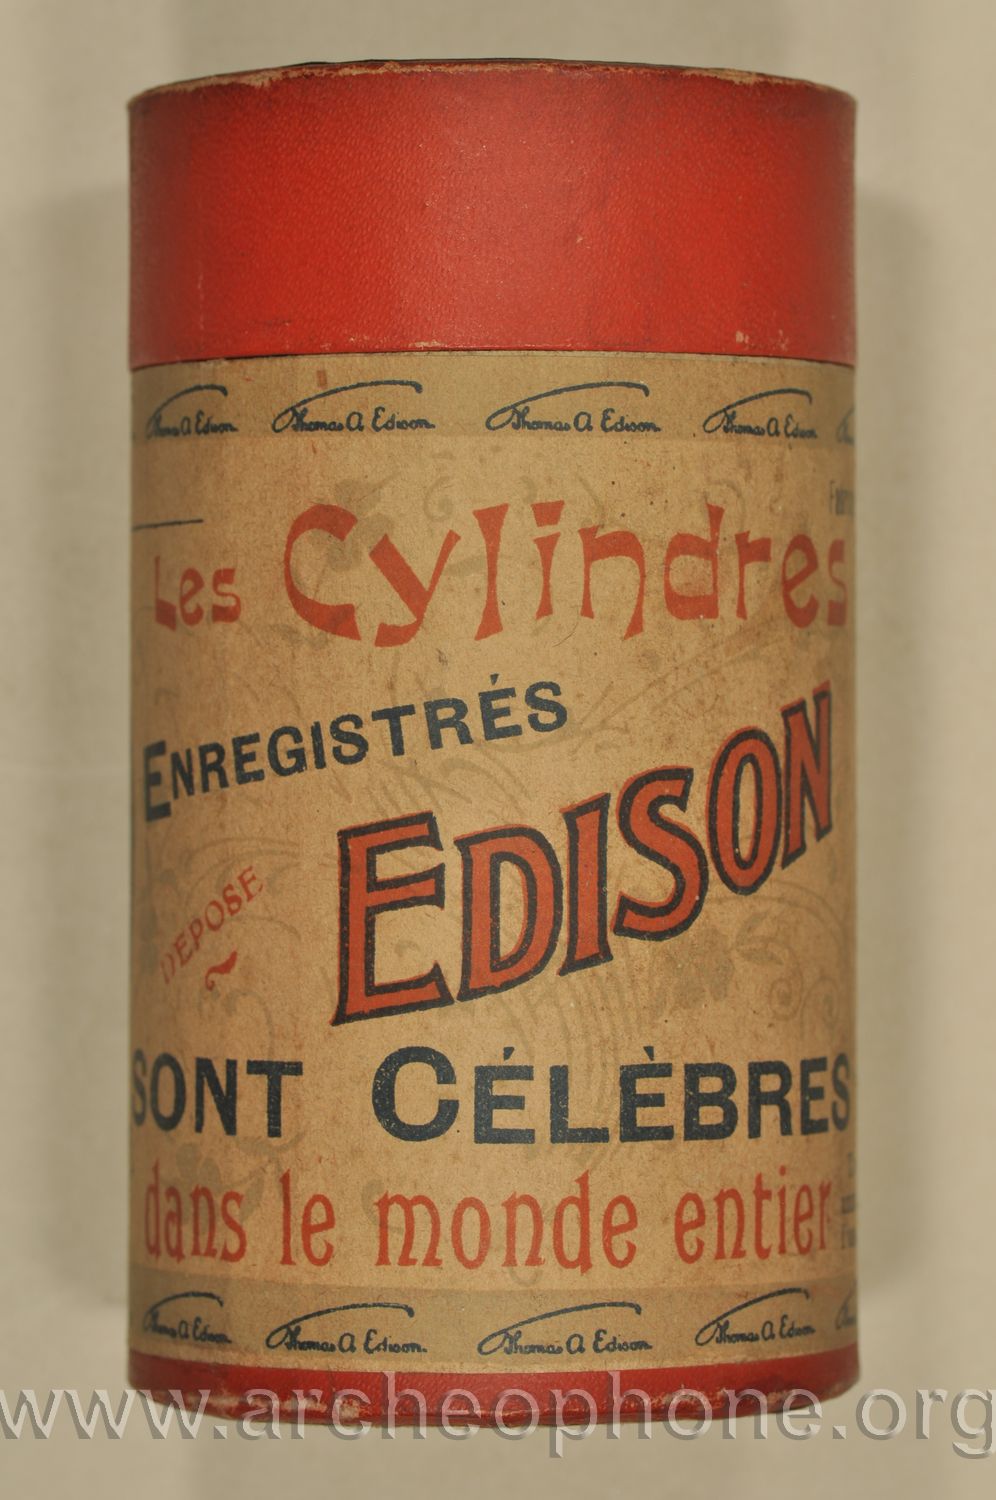 Thomas A Edison Thomas A Edison Thomas A Edison Thomas A Edison
Les Cylindres
ENREGISTRÉS
EDISON
DÉPOSÉ
SONT CÉLÈBRES
dans le monde entier
Thomas A Edison Thomas A Edison Thomas A Edison Thomas A Edison
www.archeophone.org